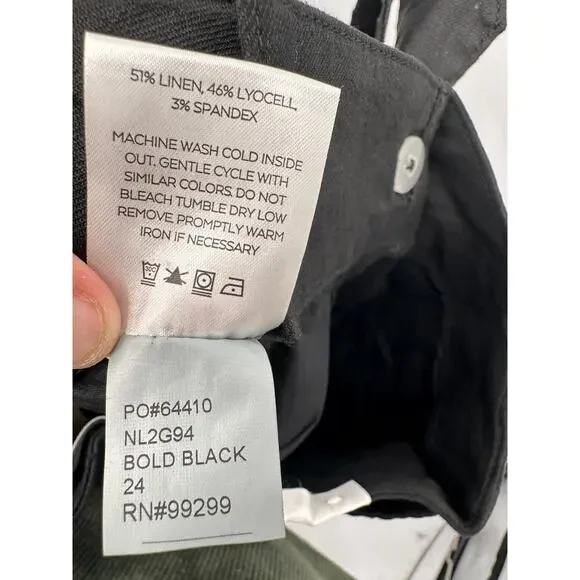 51% LINEN, 46% LYOCELL,
3% SPANDEX
MACHINE WASH COLD INSIDE
OUT. GENTLE CYCLE WITH
SIMILAR COLORS. DO NOT
BLEACH TUMBLE DRY LOW
REMOVE PROMPTLY WARM
IRON IF NECESSARY
30C
PO#64410
NL2G94
BOLD BLACK
24
RN#99299